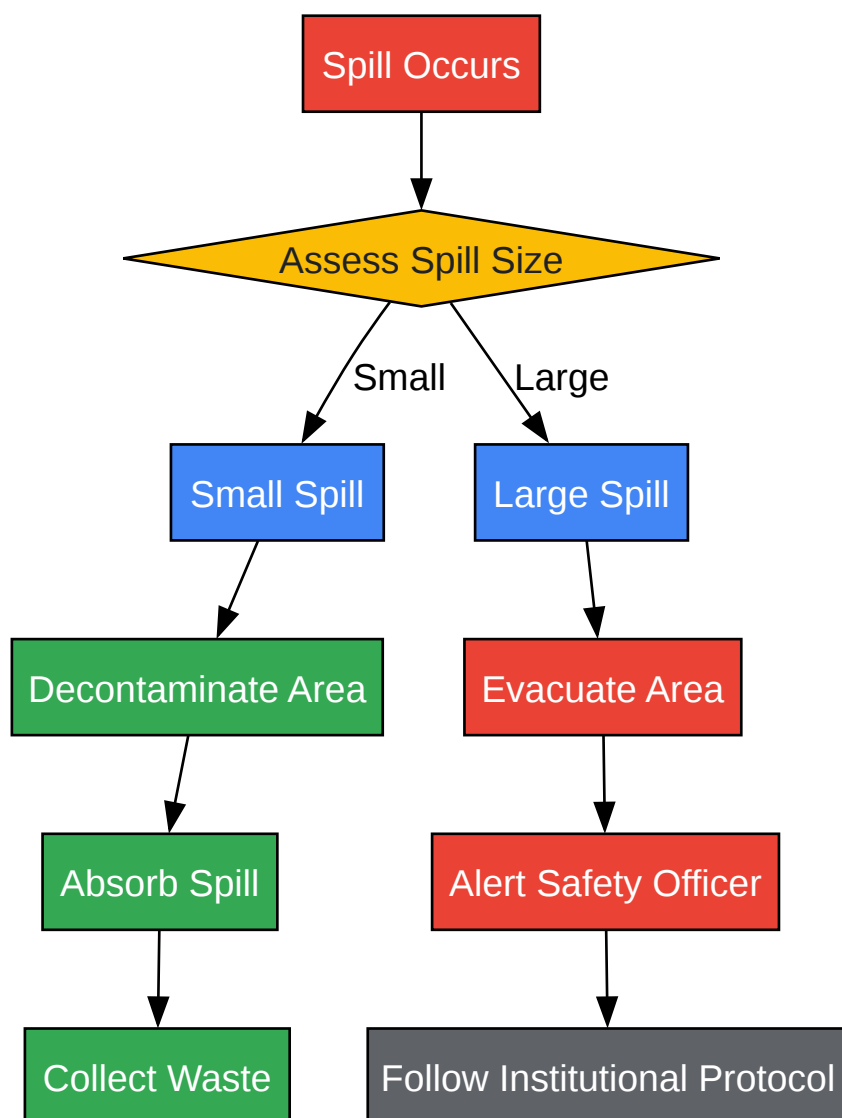 Spill Occurs
Assess Spill Size
Small
Large
Small Spill
Large Spill
Decontaminate Area
Evacuate Area
Absorb Spill
Alert Safety Officer
Collect Waste
Follow Institutional Protocol